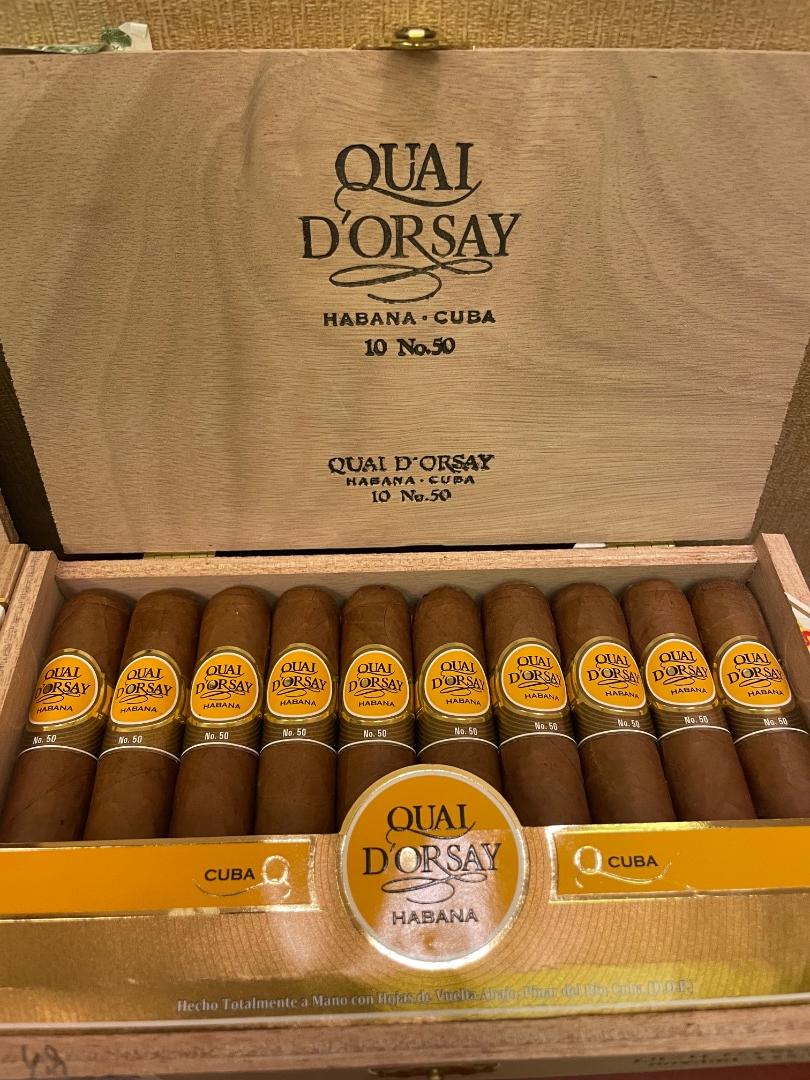 QUAI
D'ORSAY
HABANA · CUBA
10 No.50
QUAI D'ORSAY
HABANA · CUBA
10 No.50
QUAI D'ORSAY HABANA
QUAI D'ORSAY HABANA
QUAI D'ORSAY HABANA
QUAI D'ORSAY HABANA
QUAI D'ORSAY HABANA
QUAI D'ORSAY HABANA
QUAI D'ORSAY HABANA
QUAI D'ORSAY HABANA
QUAI D'ORSAY HABANA
QUAI D'ORSAY HABANA
No. 50 No. 50 No. 50 No. 50 No. 50 No. 50 No. 50 No. 50 No. 50 No. 50
QUAI
D'ORSAY
HABANA
CUBA Q
Q CUBA
Hecho Totalmente a Mano con Hojas de Vuelta Abajo, Pinar del Río, Cuba (D.O.P.)